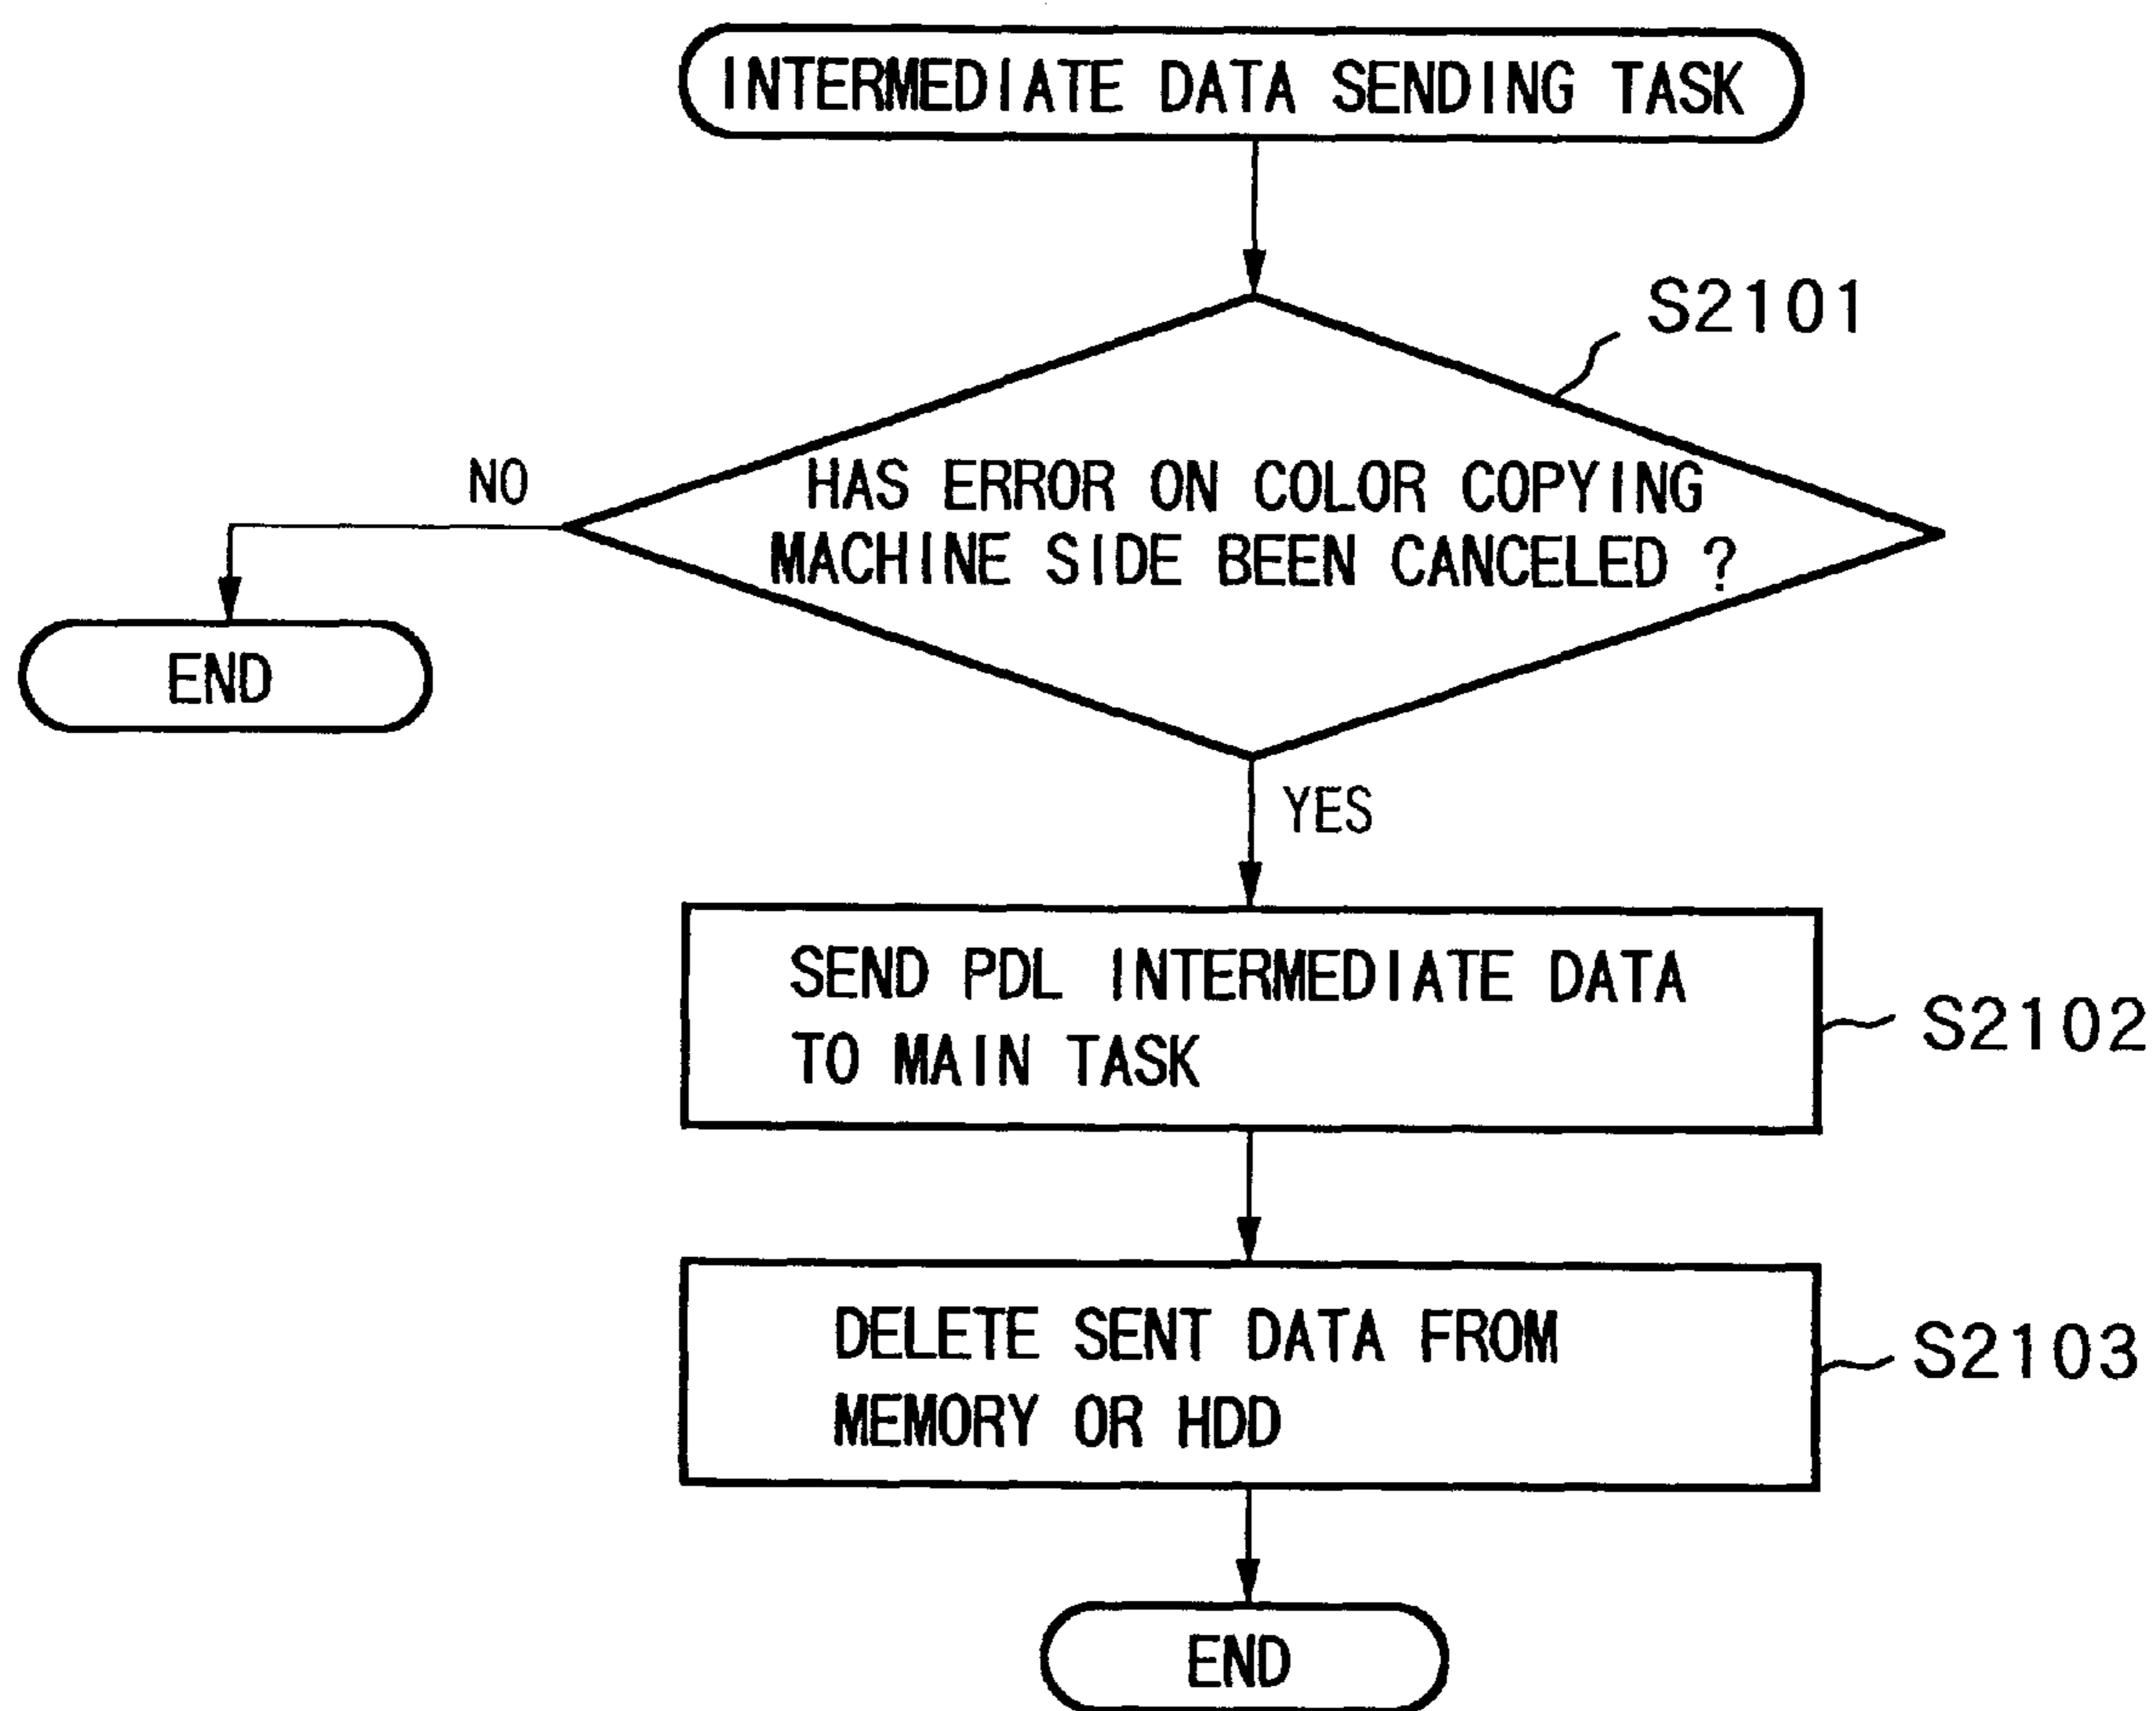 INTERMEDIATE DATA SENDING TASK
S2101
NO
HAS ERROR ON COLOR COPYING
MACHINE SIDE BEEN CANCELED ?
END
YES
SEND PDL INTERMEDIATE DATA
TO MAIN TASK
S2102
DELETE SENT DATA FROM
MEMORY OR HDD
S2103
END